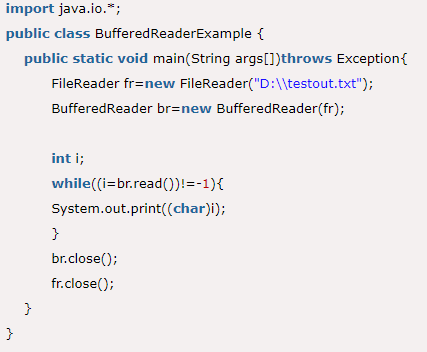 import java.io.*;
public class BufferedReaderExample {
public static void main(String args[])throws Exception{
FileReader fr=new FileReader("D:\\testout.txt");
BufferedReader br=new BufferedReader(fr);
int i;
while((i=br.read())!=-1){
System.out.print((char)i);
}
br.close();
fr.close();
}
}